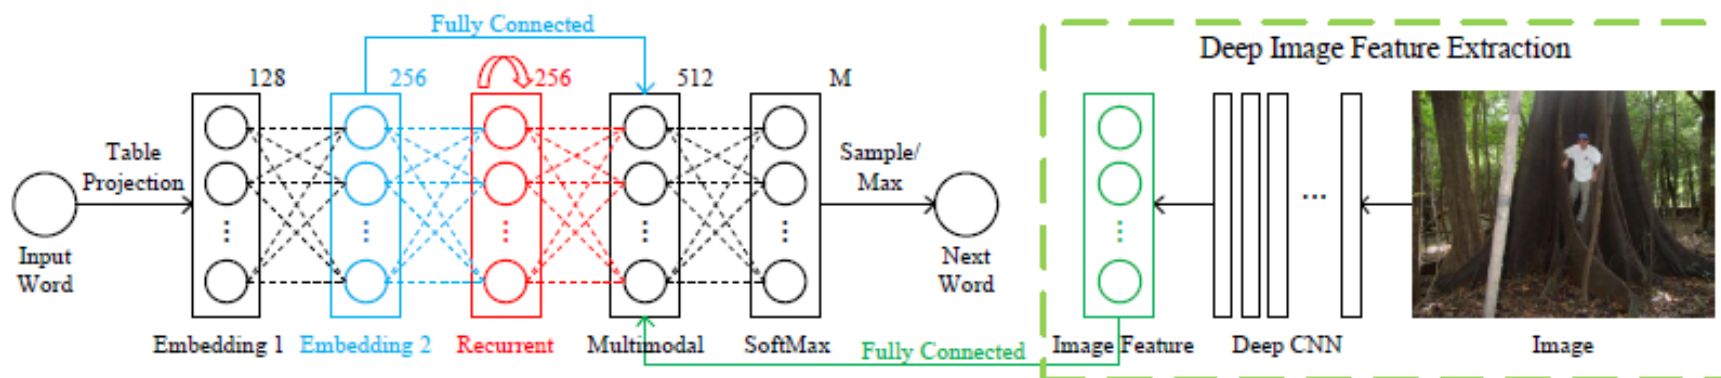 Fully Connected
Deep Image Feature Extraction
128
256
256
512
M
Table
Projection
Sample/
Max
...
Input
Word
Next
Word
Embedding 1
Embedding 2
Recurrent
Multimodal
SoftMax
Fully Connected
Image Feature
Deep CNN
Image